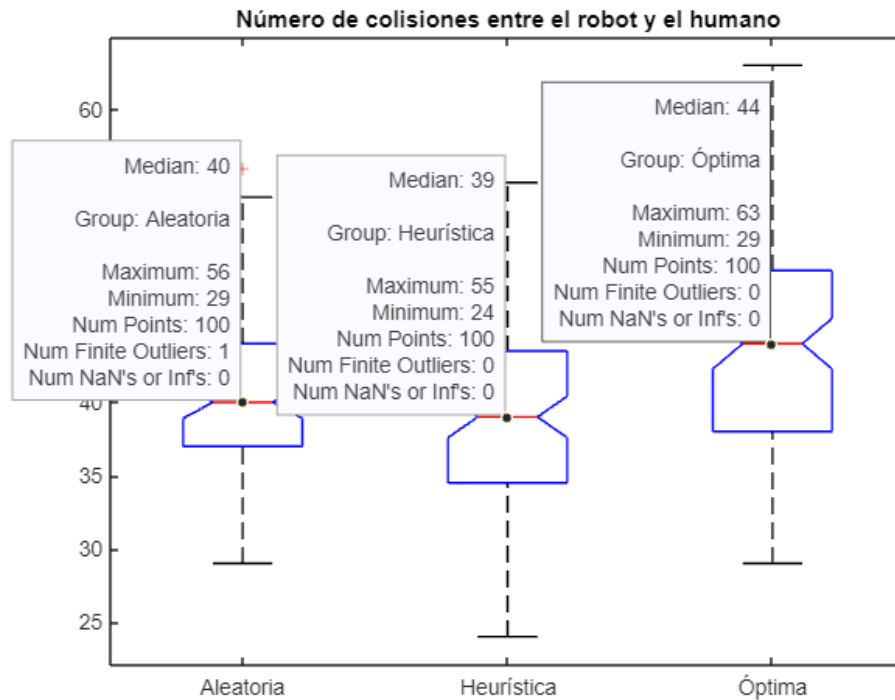 Número de colisiones entre el robot y el humano
60
40
35
30
25
Median: 40
Group: Aleatoria
Maximum: 56
Minimum: 29
Num Points: 100
Num Finite Outliers: 1
Num NaN's or Inf's: 0
Median: 39
Group: Heurística
Maximum: 55
Minimum: 24
Num Points: 100
Num Finite Outliers: 0
Num NaN's or Inf's: 0
Median: 44
Group: Óptima
Maximum: 63
Minimum: 29
Num Points: 100
Num Finite Outliers: 0
Num NaN's or Inf's: 0
Aleatoria
Heurística
Óptima